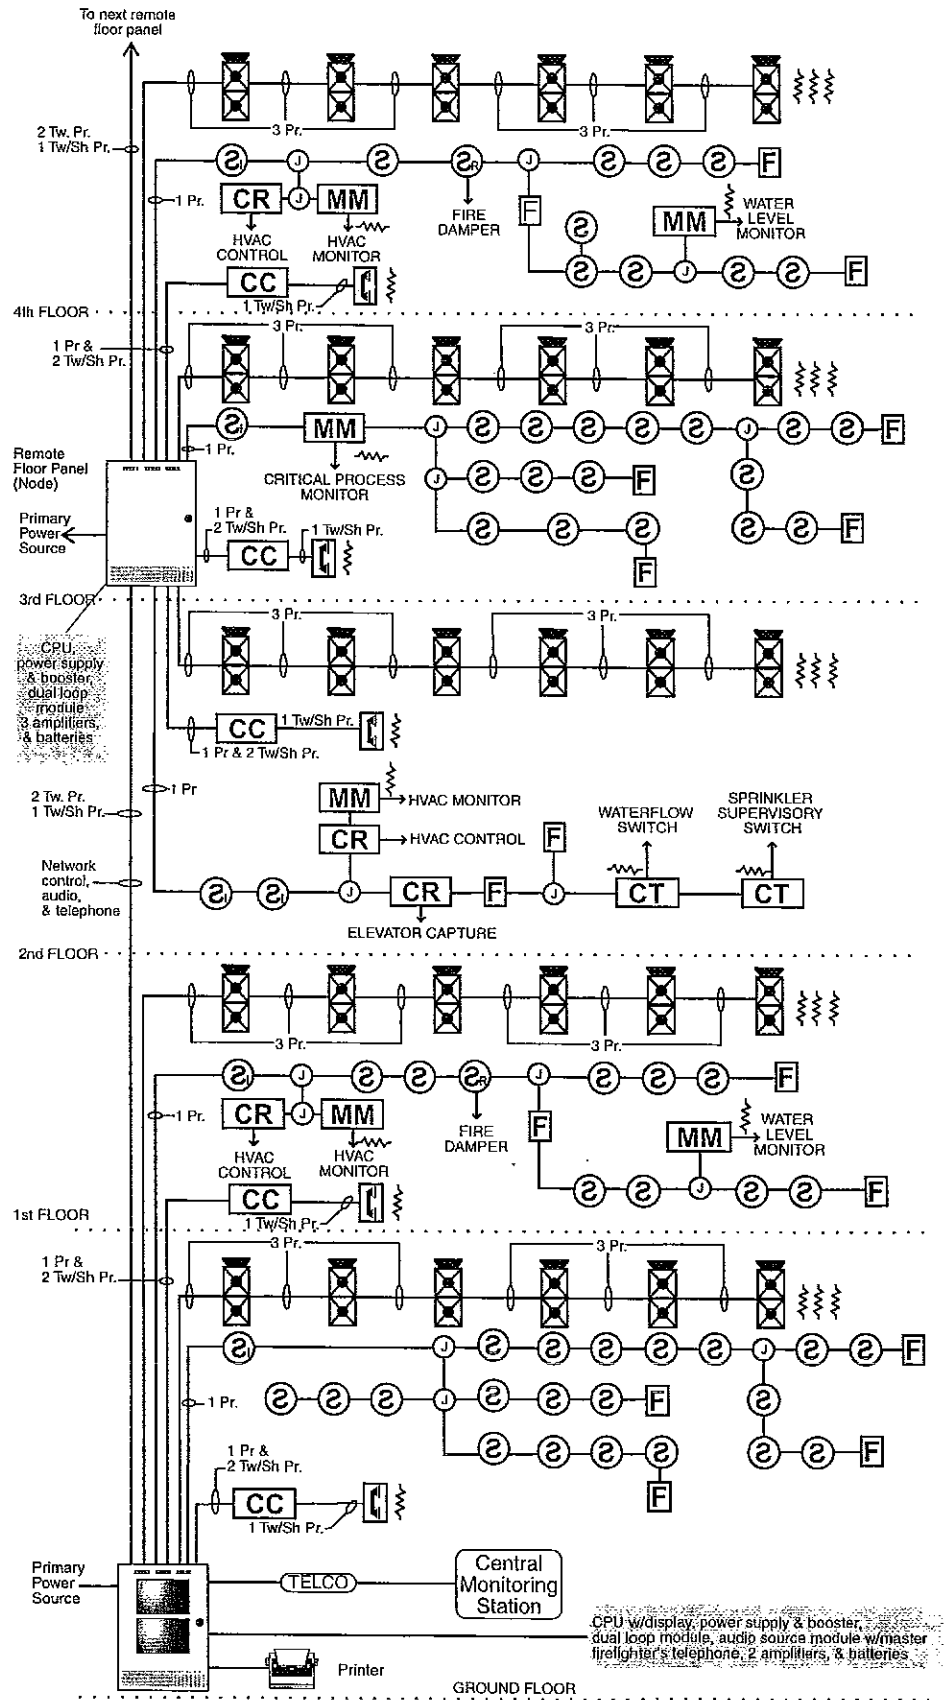 To next remote
floor panel
2 Tw. Pr.
1 Tw/Sh Pr.
3 Pr.
3 Pr.
S I
J
S
S R
J
S
S
S
F
1 Pr.
CR
J
MM
FIRE
DAMPER
F
MM
WATER
LEVEL
MONITOR
HVAC
CONTROL
HVAC
MONITOR
S
S
S
J
S
S
F
CC
1 Tw/Sh Pr.
4th FLOOR
1 Pr &
2 Tw/Sh Pr.
3 Pr.
3 Pr.
S I
MM
J
S
S
S
S
S
J
S
S
F
1 Pr.
CRITICAL PROCESS
MONITOR
J
S
S
S
F
S
Remote
Floor Panel
(Node)
Primary
Power
Source
1 Pr &
2 Tw/Sh Pr.
1 Tw/Sh Pr.
CC
S
S
S
F
S
S
F
3rd FLOOR
3 Pr.
3 Pr.
CPU,
power supply
& booster,
dual loop
module
3 amplifiers,
& batteries
CC
1 Tw/Sh Pr.
1 Pr & 2 Tw/Sh Pr.
1 Pr
2 Tw. Pr.
1 Tw/Sh Pr.
MM
HVAC MONITOR
CR
HVAC CONTROL
F
WATERFLOW
SWITCH
SPRINKLER
SUPERVISORY
SWITCH
Network
control,
audio,
& telephone
S I
S I
J
CR
F
J
CT
CT
ELEVATOR CAPTURE
2nd FLOOR
3 Pr.
3 Pr.
S I
J
S
S
S R
J
S
S
S
F
1 Pr.
CR
J
MM
FIRE
DAMPER
F
MM
WATER
LEVEL
MONITOR
HVAC
CONTROL
HVAC
MONITOR
S
S
J
S
S
F
CC
1 Tw/Sh Pr.
1st FLOOR
1 Pr &
2 Tw/Sh Pr.
3 Pr.
3 Pr.
S I
J
S
S
S
S
S
J
S
S
F
1 Pr.
S
S
S
J
S
S
S
F
S
S
S
S
S
F
S
S
F
1 Pr &
2 Tw/Sh Pr.
CC
1 Tw/Sh Pr.
Primary
Power
Source
TELCO
Central
Monitoring
Station
CPU w/display, power supply & booster,
dual loop module, audio source module w/master
firefighter's telephone, 2 amplifiers, & batteries
Printer
GROUND FLOOR